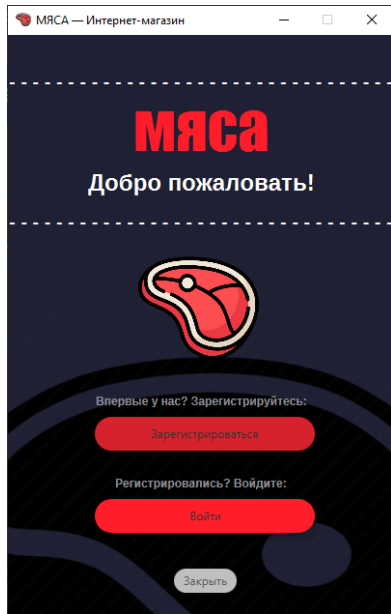 МЯСА — Интернет-магазин
мяса
Добро пожаловать!
Впервые у нас? Зарегистрируйтесь:
Зарегистрироваться
Регистрировались? Войдите:
Войти
Закрыть